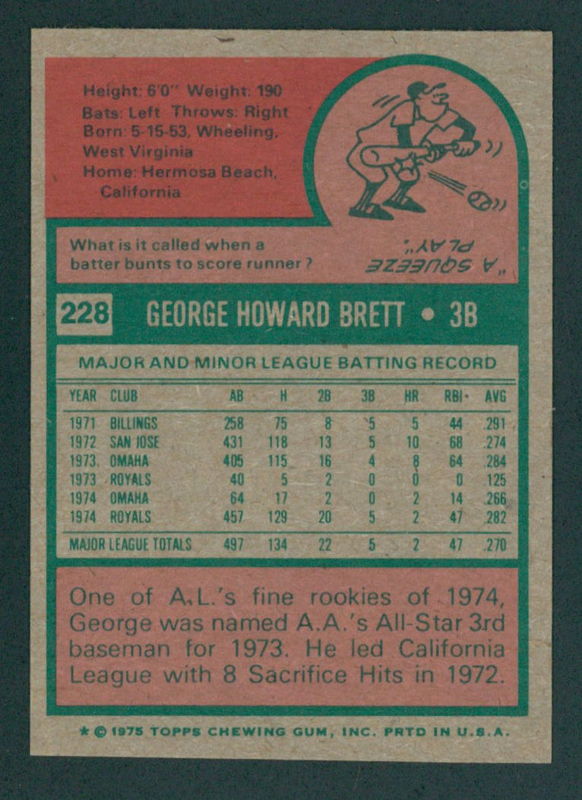 Height: 6'0" Weight: 190
Bats: Left Throws: Right
Born: 5-15-53, Wheeling,
West Virginia
Home: Hermosa Beach,
California
What is it called when a
batter bunts to score runner?
"A SQUEEZE
PLAY".
228 GEORGE HOWARD BRETT • 3B
MAJOR AND MINOR LEAGUE BATTING RECORD
YEAR CLUB AB H 2B 3B HR RBI AVG
1971 BILLINGS 258 75 8 5 5 44 .291
1972 SAN JOSE 431 118 13 5 10 68 .274
1973 OMAHA 405 115 16 4 8 64 .284
1973 ROYALS 40 5 2 0 0 0 .125
1974 OMAHA 64 17 2 0 2 14 .266
1974 ROYALS 457 129 20 5 2 47 .282
MAJOR LEAGUE TOTALS 497 134 22 5 2 47 .270
One of A.L.'s fine rookies of 1974,
George was named A.A.'s All-Star 3rd
baseman for 1973. He led California
League with 8 Sacrifice Hits in 1972.
* © 1975 TOPPS CHEWING GUM, INC. PRTD IN U.S.A.